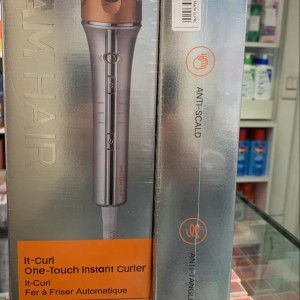 AM HAIR
It-Curl
One-Touch Instant Curler
It-Curl
Fer à Friser Automatique
ANTI-SCALD